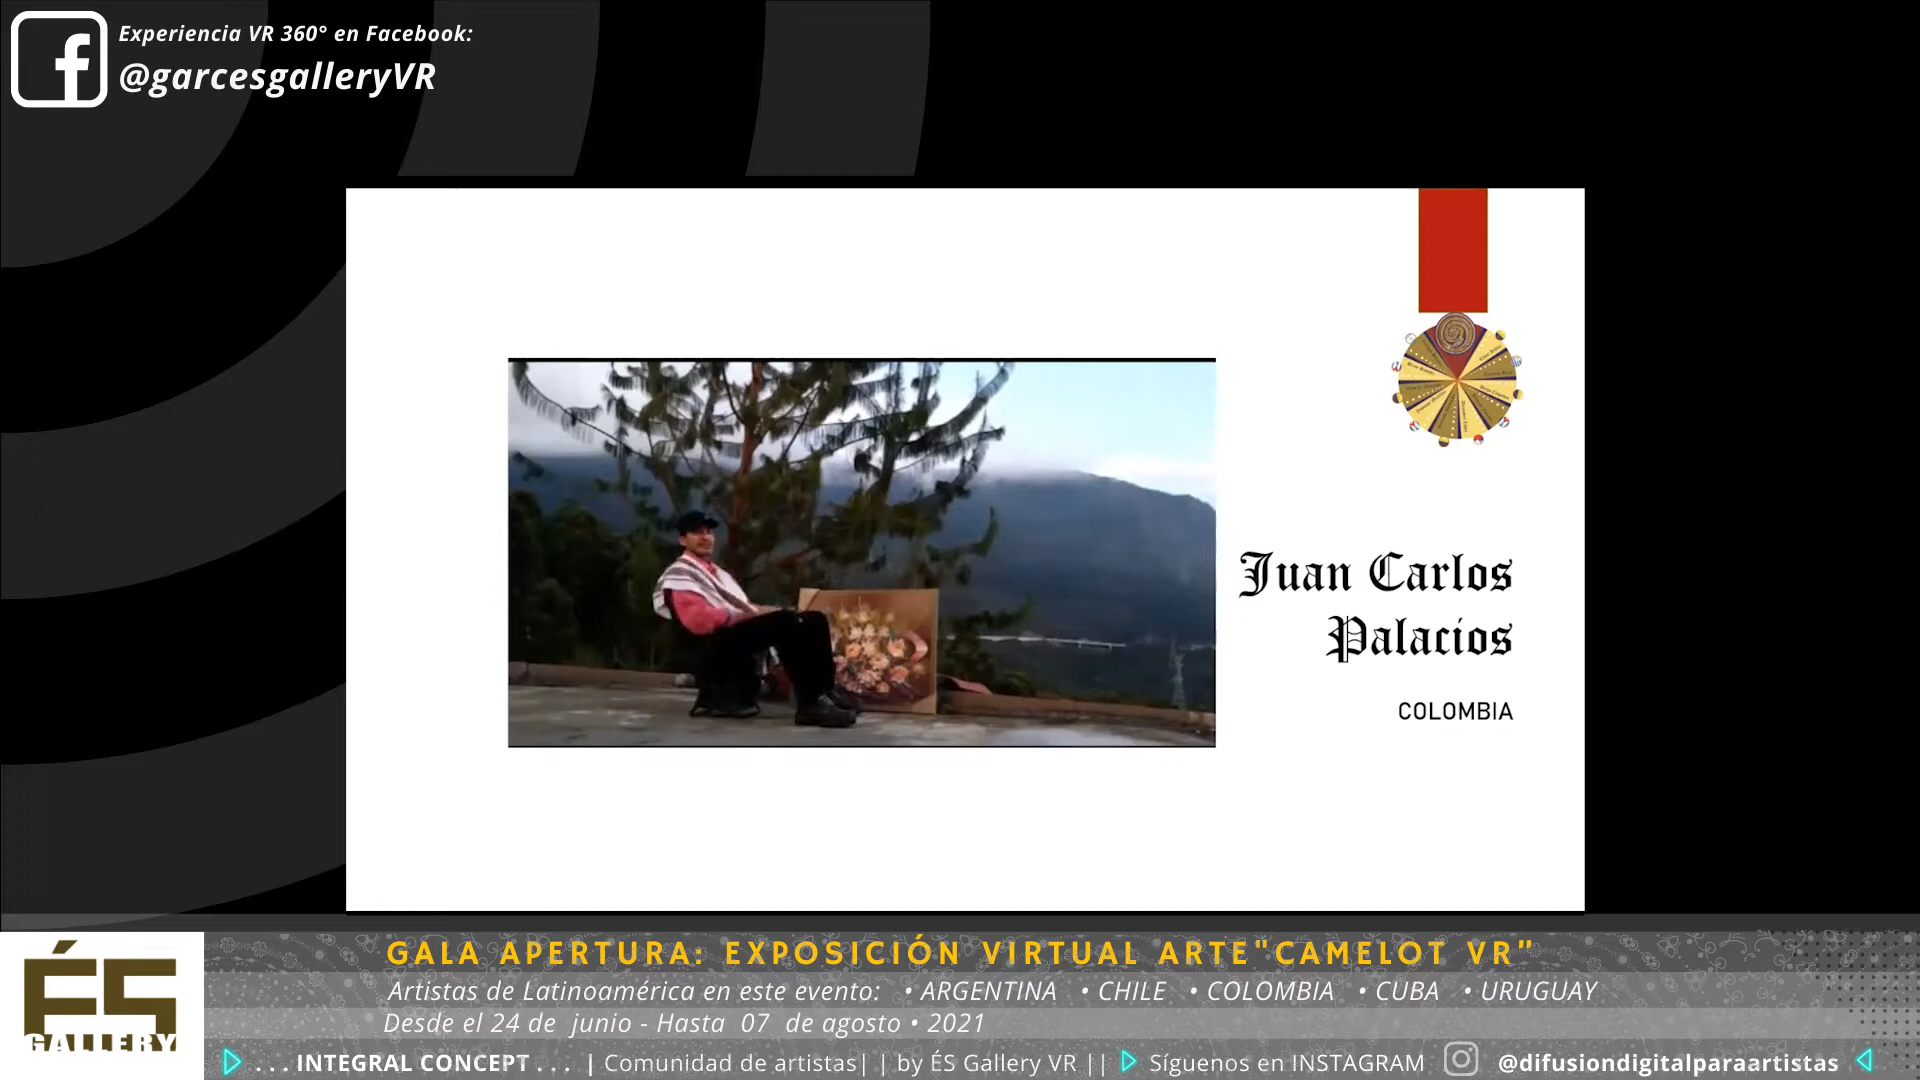 Experiencia VR 360° en Facebook:
@garcesgalleryVR
Juan Carlos
Palacios
COLOMBIA
GALA APERTURA: EXPOSICIÓN VIRTUAL ARTE"CAMELOT VR"
Artistas de Latinoamérica en este evento: • ARGENTINA • CHILE • COLOMBIA • CUBA • URUGUAY
Desde el 24 de junio - Hasta 07 de agosto • 2021
ÉS
GALLERY
. . . INTEGRAL CONCEPT . . . | Comunidad de artistas| | by ÉS Gallery VR || Síguenos en INSTAGRAM @difusiondigitalparaartistas